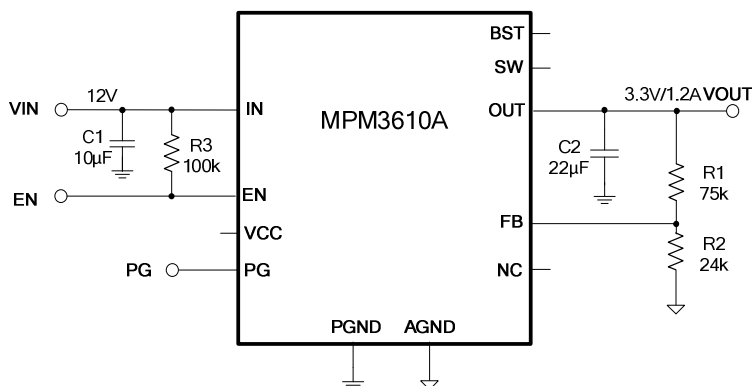 BST
SW
VIN
12V
IN
MPM3610A
OUT
3.3V/1.2A VOUT
C1
10µF
R3
100k
C2
22µF
R1
75k
EN
EN
FB
VCC
R2
24k
PG
PG
NC
PGND
AGND